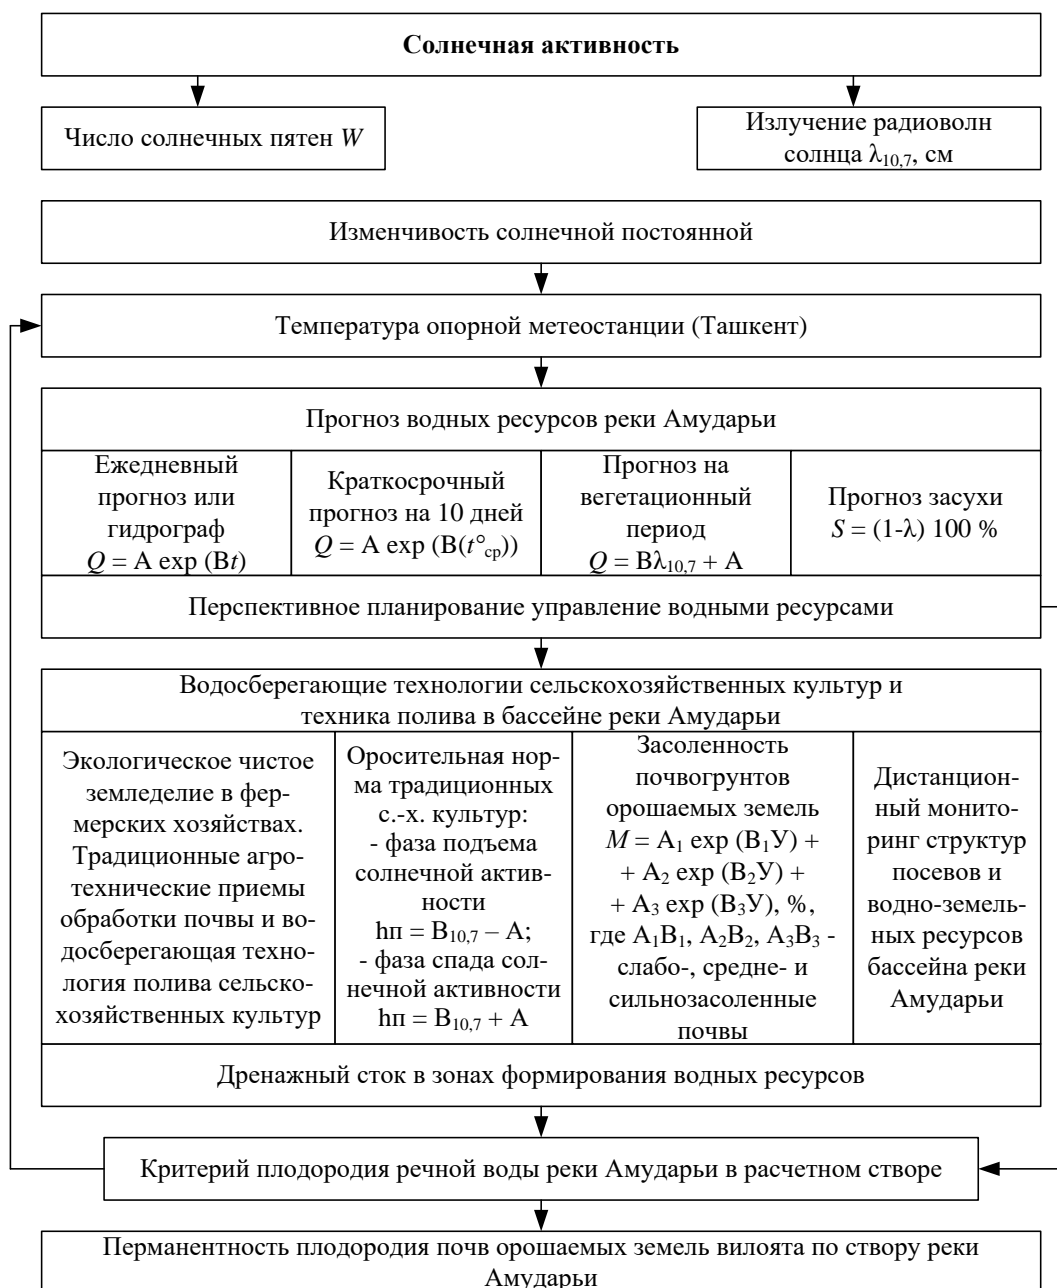 Солнечная активность
Число солнечных пятен W
Излучение радиоволн
солнца λ10,7, см
Изменчивость солнечной постоянной
Температура опорной метеостанции (Ташкент)
Прогноз водных ресурсов реки Амударьи
Ежедневный
прогноз или
гидрограф
Q = A exp (Bt)
Краткосрочный
прогноз на 10 дней
Q = A exp (B(t°ср))
Прогноз на
вегетационный
период
Q = Bλ10,7 + A
Прогноз засухи
S = (1-λ) 100 %
Перспективное планирование управление водными ресурсами
Водосберегающие технологии сельскохозяйственных культур и
техника полива в бассейне реки Амударьи
Экологическое чистое
земледелие в фер-
мерских хозяйствах.
Традиционные агро-
технические приемы
обработки почвы и во-
досберегающая техно-
логия полива сельско-
хозяйственных культур
Оросительная нор-
ма традиционных
с.-х. культур:
- фаза подъема
солнечной актив-
ности
hп = B10,7 – A;
- фаза спада сол-
нечной активности
hп = B10,7 + A
Засоленность
почвогрунтов
орошаемых земель
M = A1 exp (B1У) +
+ A2 exp (B2У) +
+ A3 exp (B3У), %,
где A1B1, A2B2, A3B3 -
слабо-, средне- и
сильнозасоленные
почвы
Дистанцион-
ный монито-
ринг структур
посевов и
водно-земель-
ных ресурсов
бассейна реки
Амударьи
Дренажный сток в зонах формирования водных ресурсов
Критерий плодородия речной воды реки Амударьи в расчетном створе
Перманентность плодородия почв орошаемых земель вилоята по створу реки
Амударьи